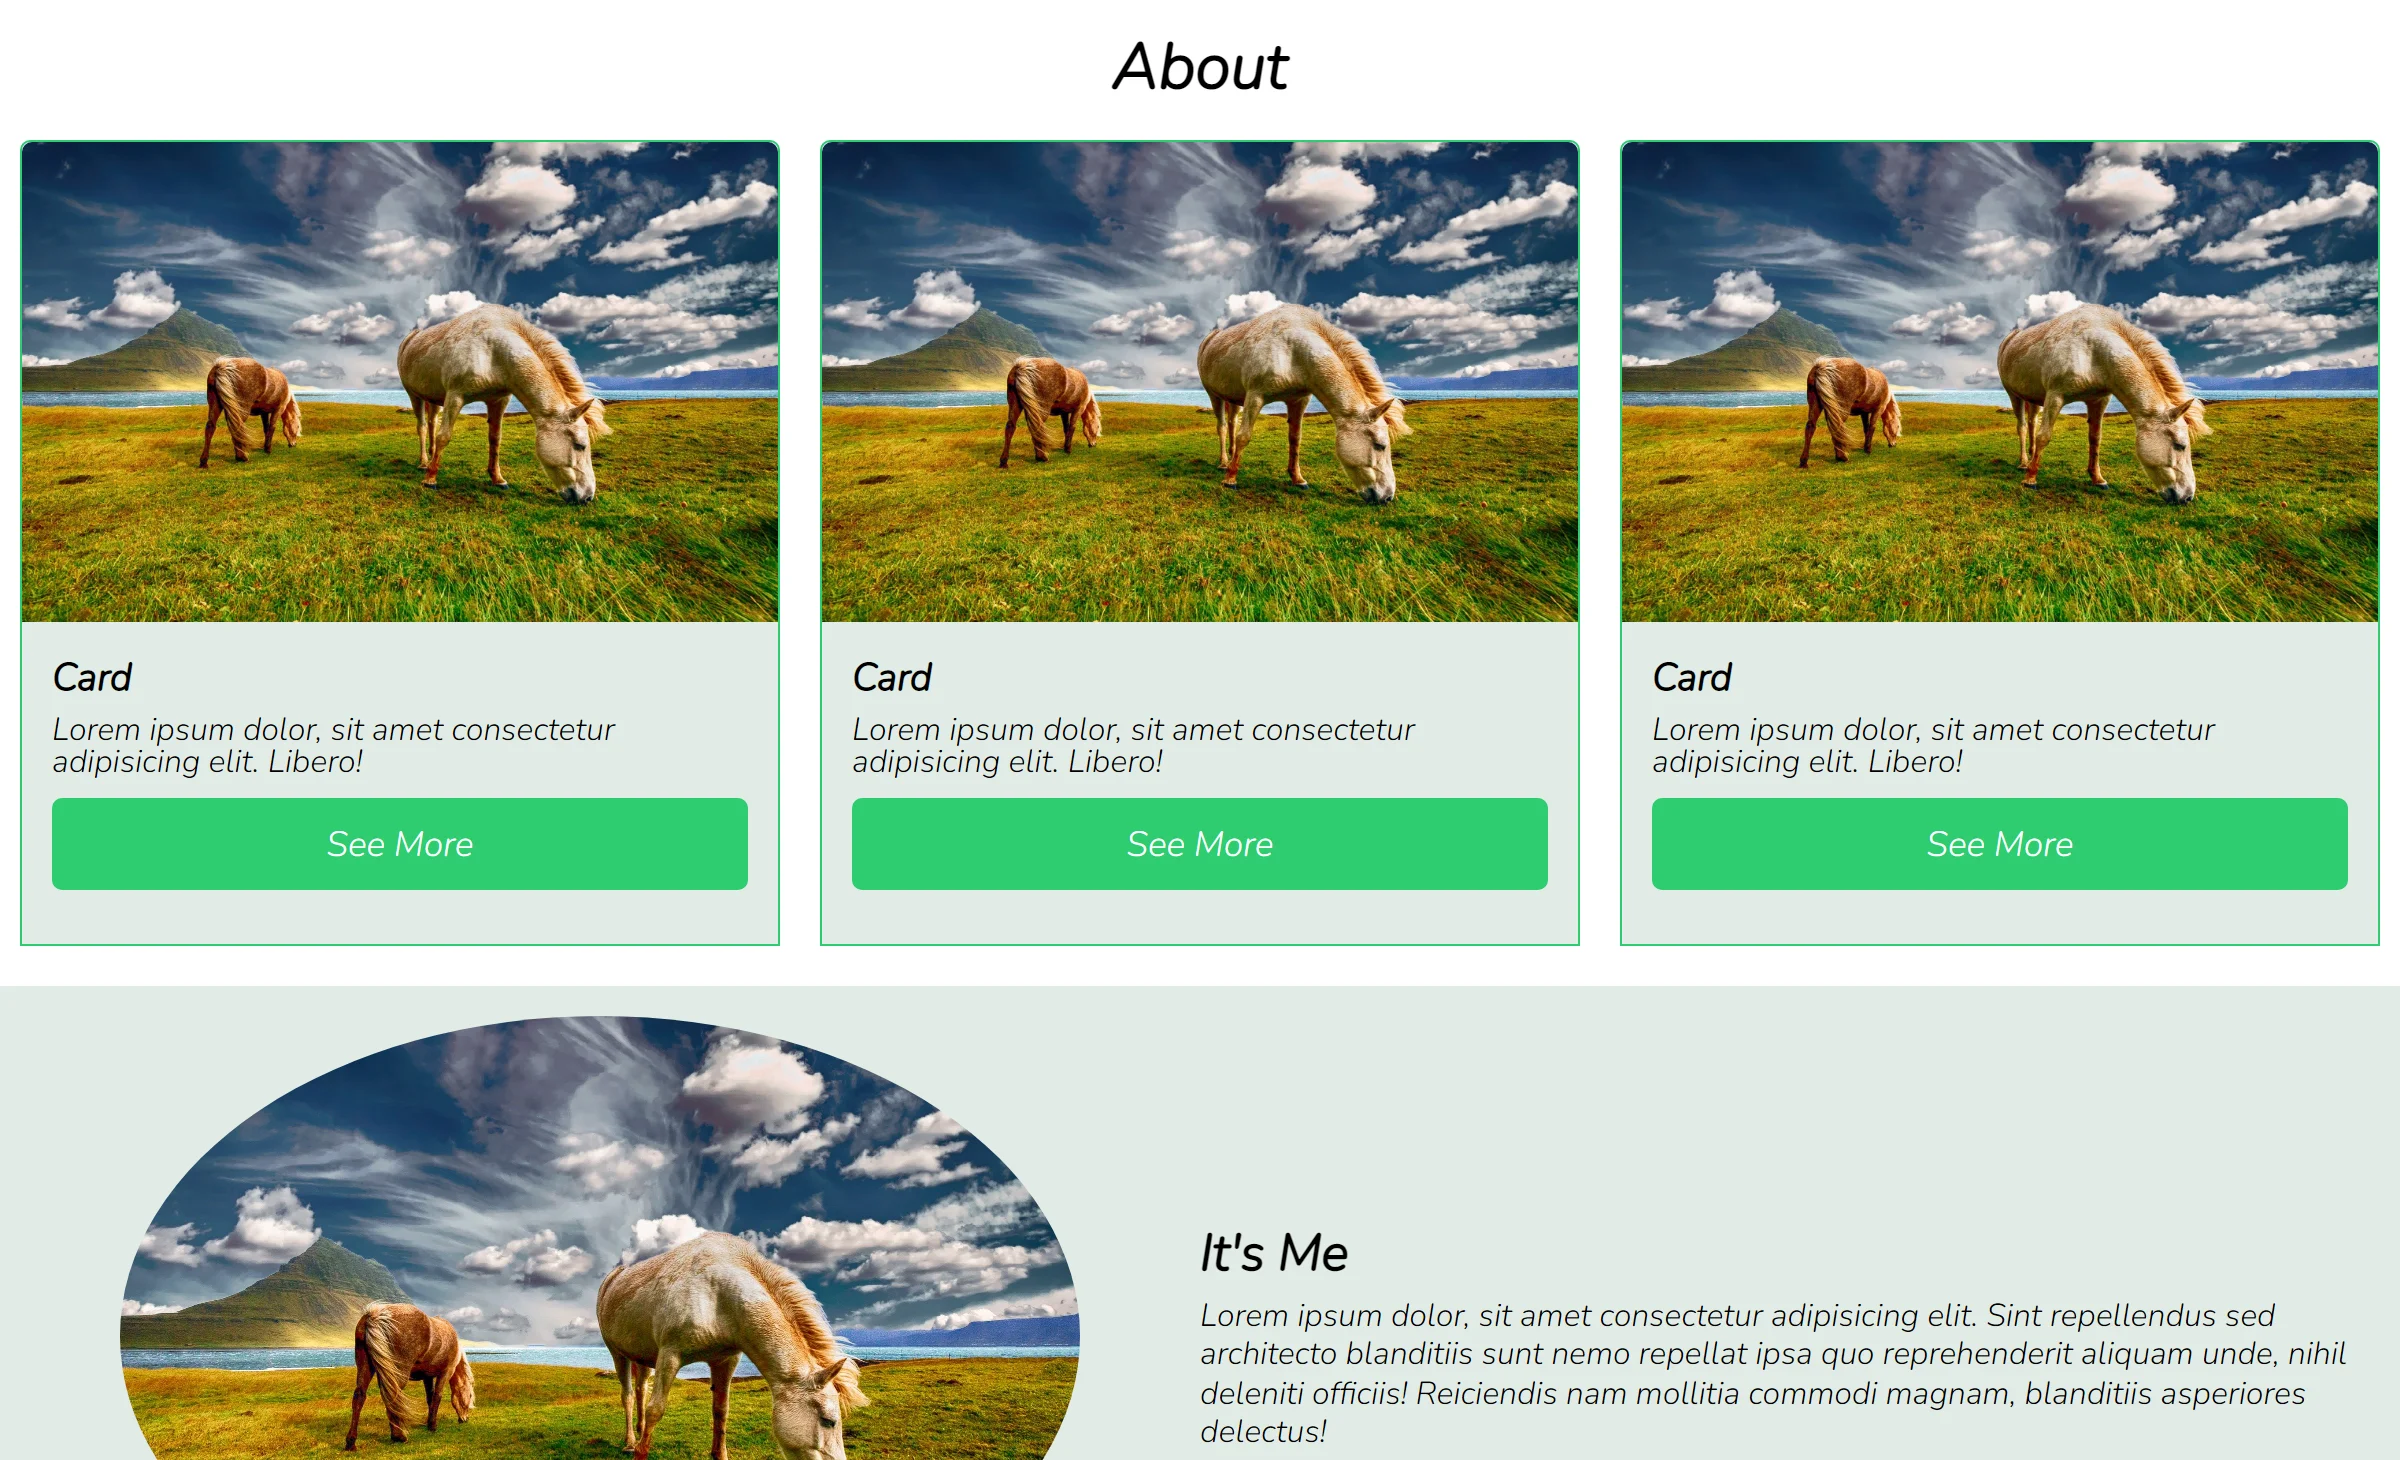 About
Card
Lorem ipsum dolor, sit amet consectetur
adipisicing elit. Libero!
See More
Card
Lorem ipsum dolor, sit amet consectetur
adipisicing elit. Libero!
See More
Card
Lorem ipsum dolor, sit amet consectetur
adipisicing elit. Libero!
See More
It's Me
Lorem ipsum dolor, sit amet consectetur adipisicing elit. Sint repellendus sed
architecto blanditiis sunt nemo repellat ipsa quo reprehenderit aliquam unde, nihil
deleniti officiis! Reiciendis nam mollitia commodi magnam, blanditiis asperiores
delectus!